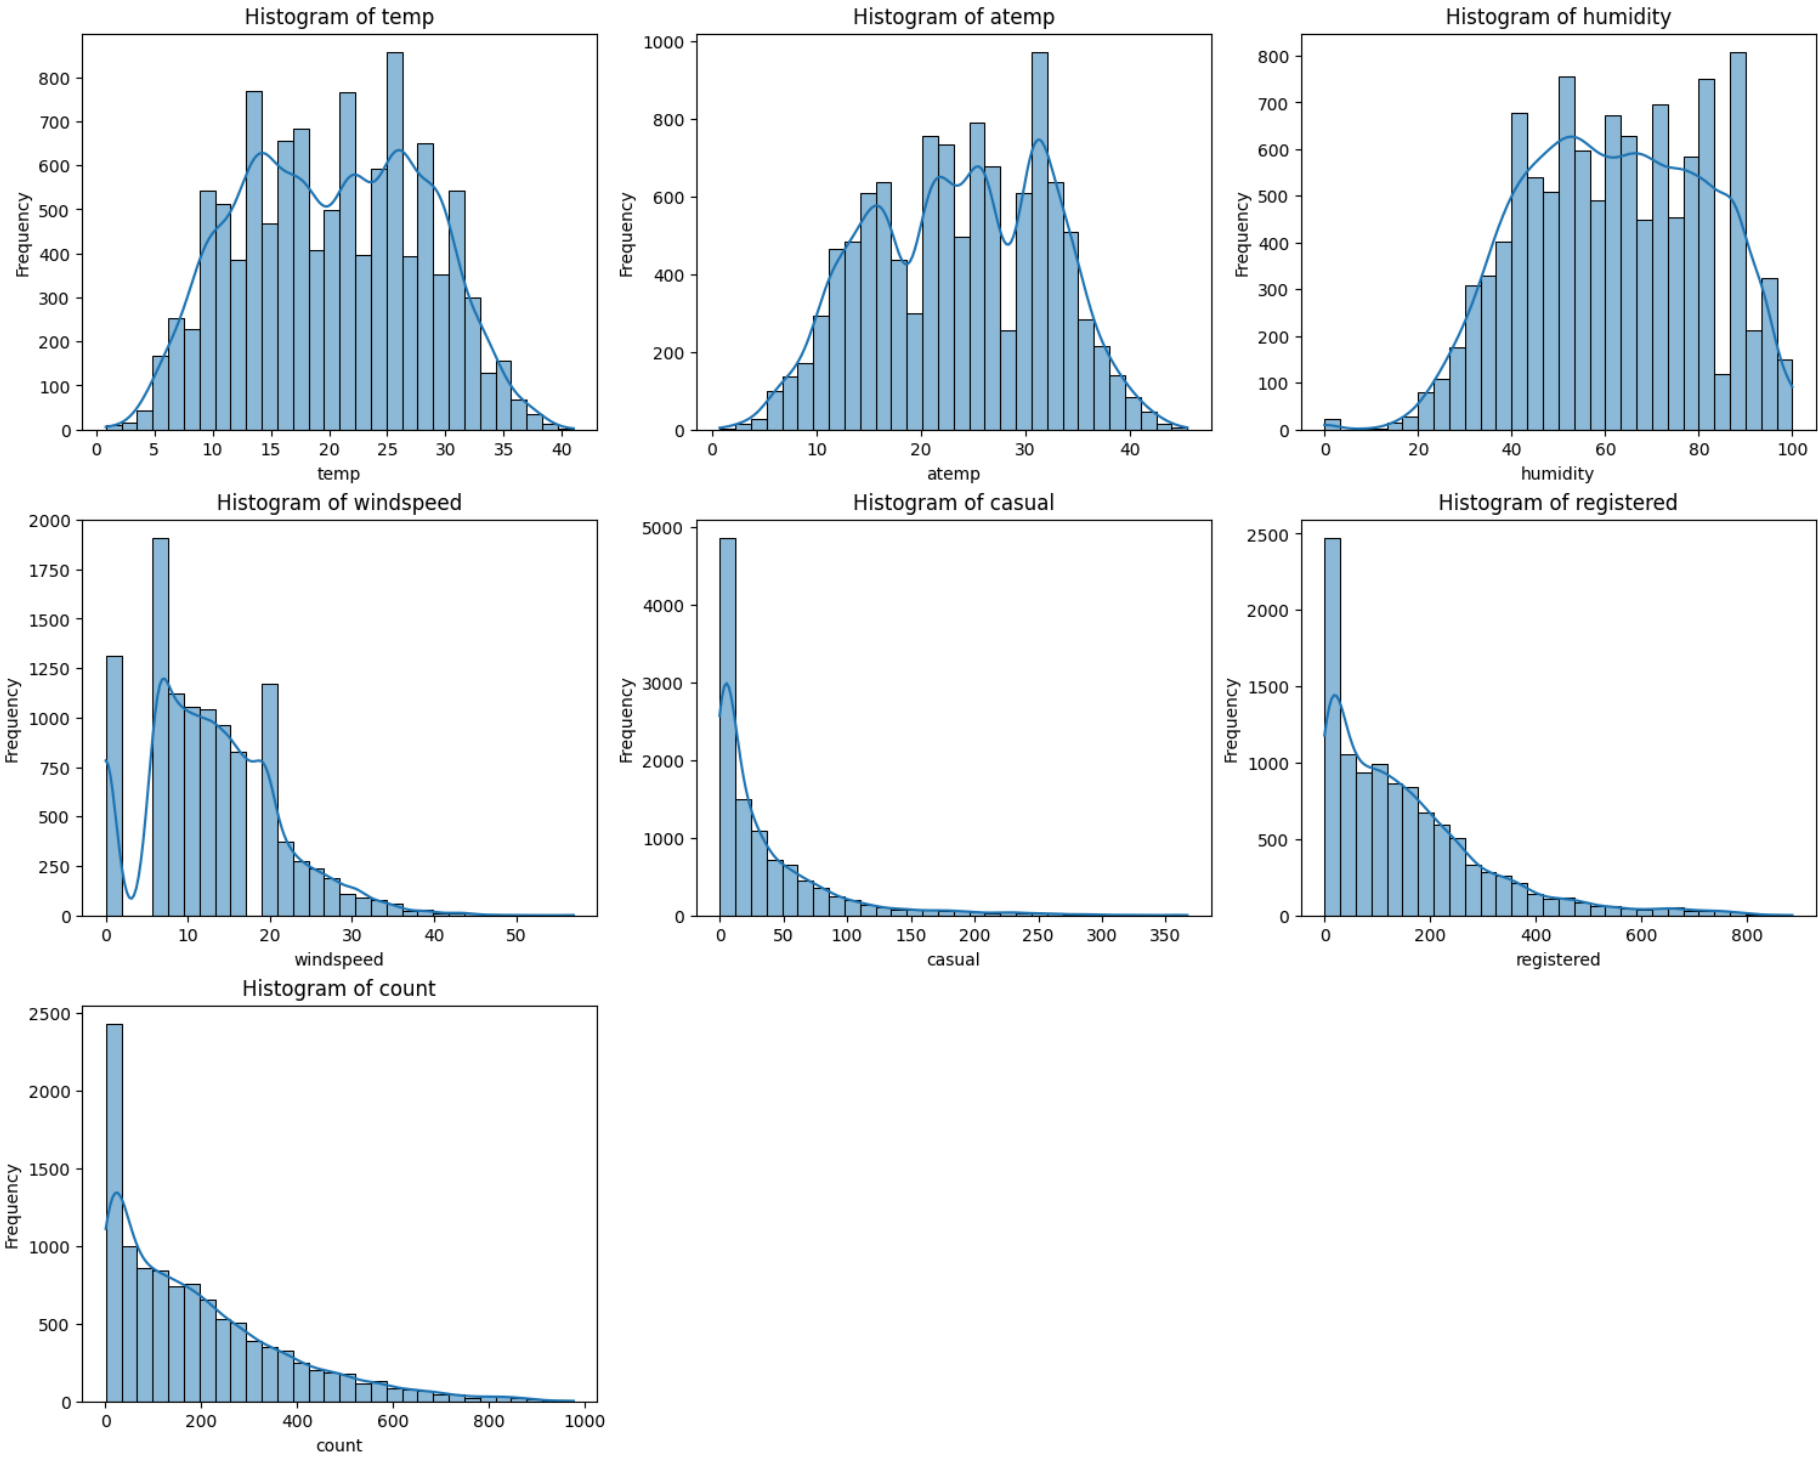 Histogram of temp
Frequency
800
700
600
500
400
300
200
100
0
0 5 10 15 20 25 30 35 40
temp
Histogram of atemp
Frequency
1000
800
600
400
200
0
0 10 20 30 40
atemp
Histogram of humidity
Frequency
800
700
600
500
400
300
200
100
0
0 20 40 60 80 100
humidity
Histogram of windspeed
Frequency
2000
1750
1500
1250
1000
750
500
250
0
0 10 20 30 40 50
windspeed
Histogram of casual
Frequency
5000
4000
3000
2000
1000
0
0 50 100 150 200 250 300 350
casual
Histogram of registered
Frequency
2500
2000
1500
1000
500
0
0 200 400 600 800
registered
Histogram of count
Frequency
2500
2000
1500
1000
500
0
0 200 400 600 800 1000
count